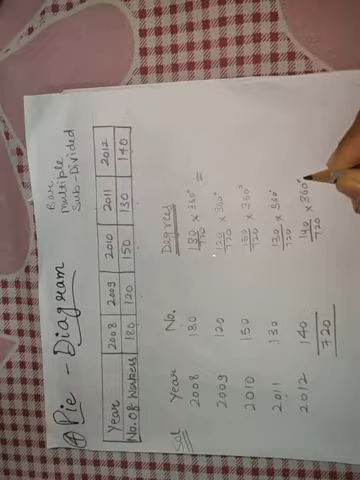 ④ Pie - Diagram
Bar
Multiple
Sub-Divided
Year 2008 2009 2010 2011 2012
No. Of Workers 180 120 150 130 140
Sol Year No. Degrees
2008 180 180/720 × 360° =
2009 120 120/720 × 360°
2010 150 150/720 × 360°
2011 130 130/720 × 360°
2012 140 140/720 × 360°
720